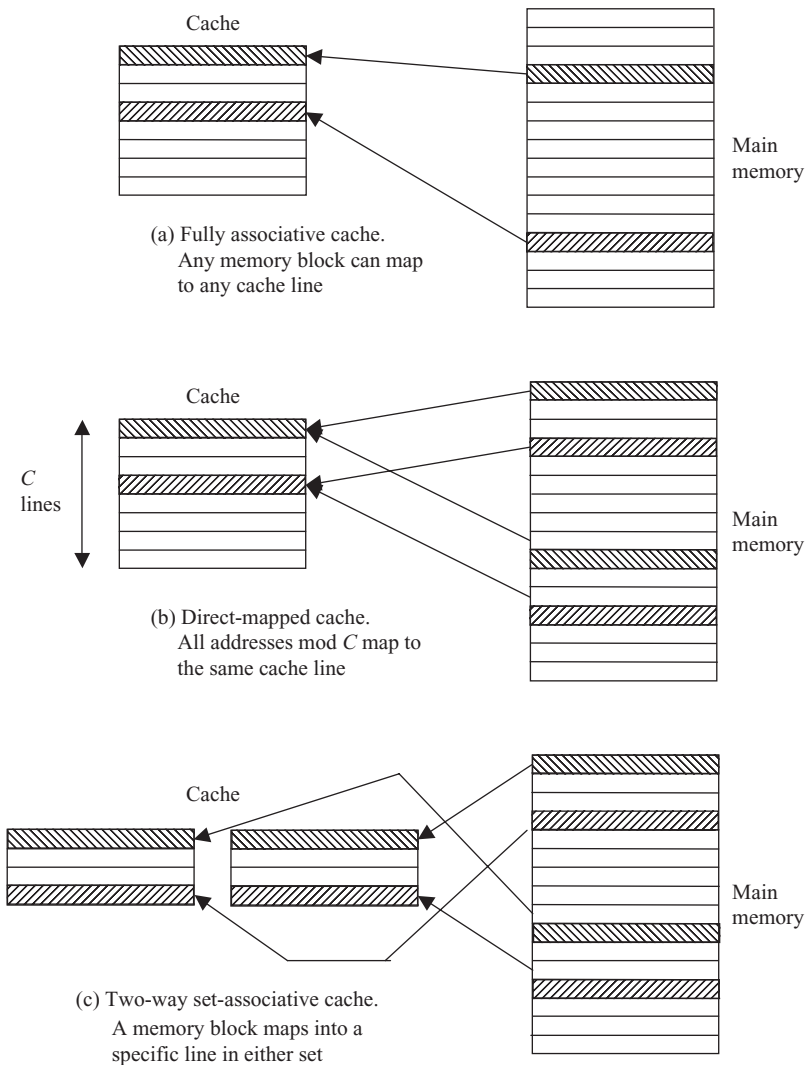 Cache
Main
memory
(a) Fully associative cache.
Any memory block can map
to any cache line
Cache
C
lines
Main
memory
(b) Direct-mapped cache.
All addresses mod C map to
the same cache line
Cache
Main
memory
(c) Two-way set-associative cache.
A memory block maps into a
specific line in either set